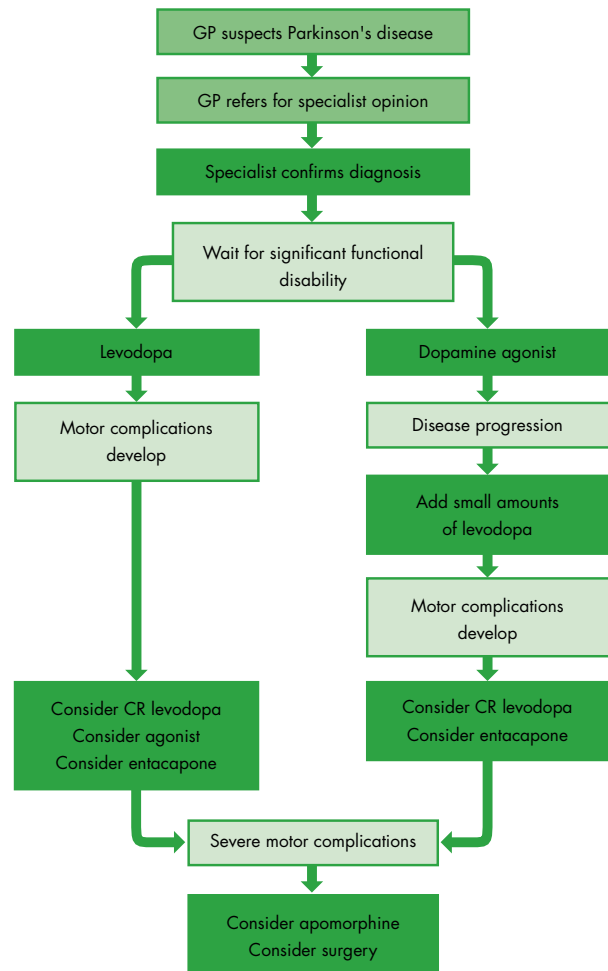 GP suspects Parkinson's disease
GP refers for specialist opinion
Specialist confirms diagnosis
Wait for significant functional
disability
Levodopa
Motor complications
develop
Consider CR levodopa
Consider agonist
Consider entacapone
Dopamine agonist
Disease progression
Add small amounts
of levodopa
Motor complications
develop
Consider CR levodopa
Consider entacapone
Severe motor complications
Consider apomorphine
Consider surgery